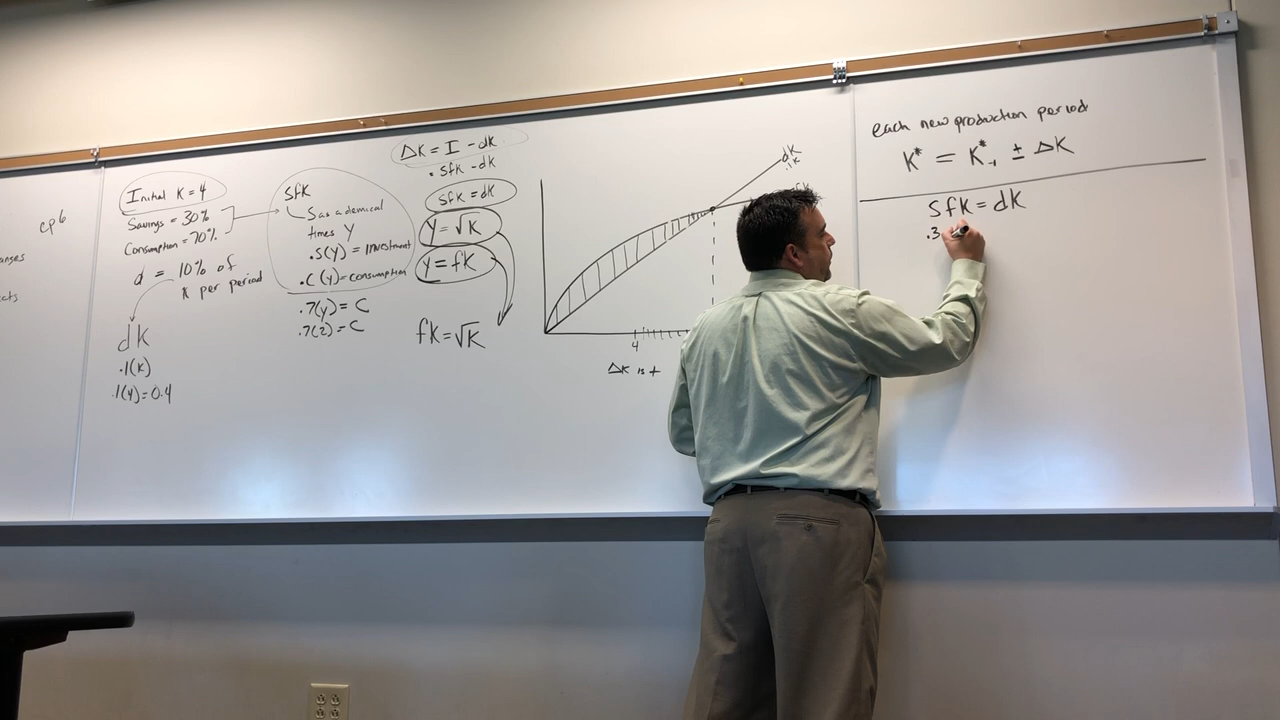 cp 6
Initial K = 4
Savings = 30%
Consumption = 70%
d = 10% of
K per period
dK
.1(K)
.1(4)=0.4
SfK
S as a demical
times Y
.S(Y) = Investment
.C(Y) = consumption
.7(Y) = C
.7(2) = C
ΔK = I - dK
. SfK - dK
SfK = dK
Y = √K
Y = fK
fK = √K
dK
4
ΔK is +
each new production period
K* = K*-1 ± ΔK
SfK = dK
.3